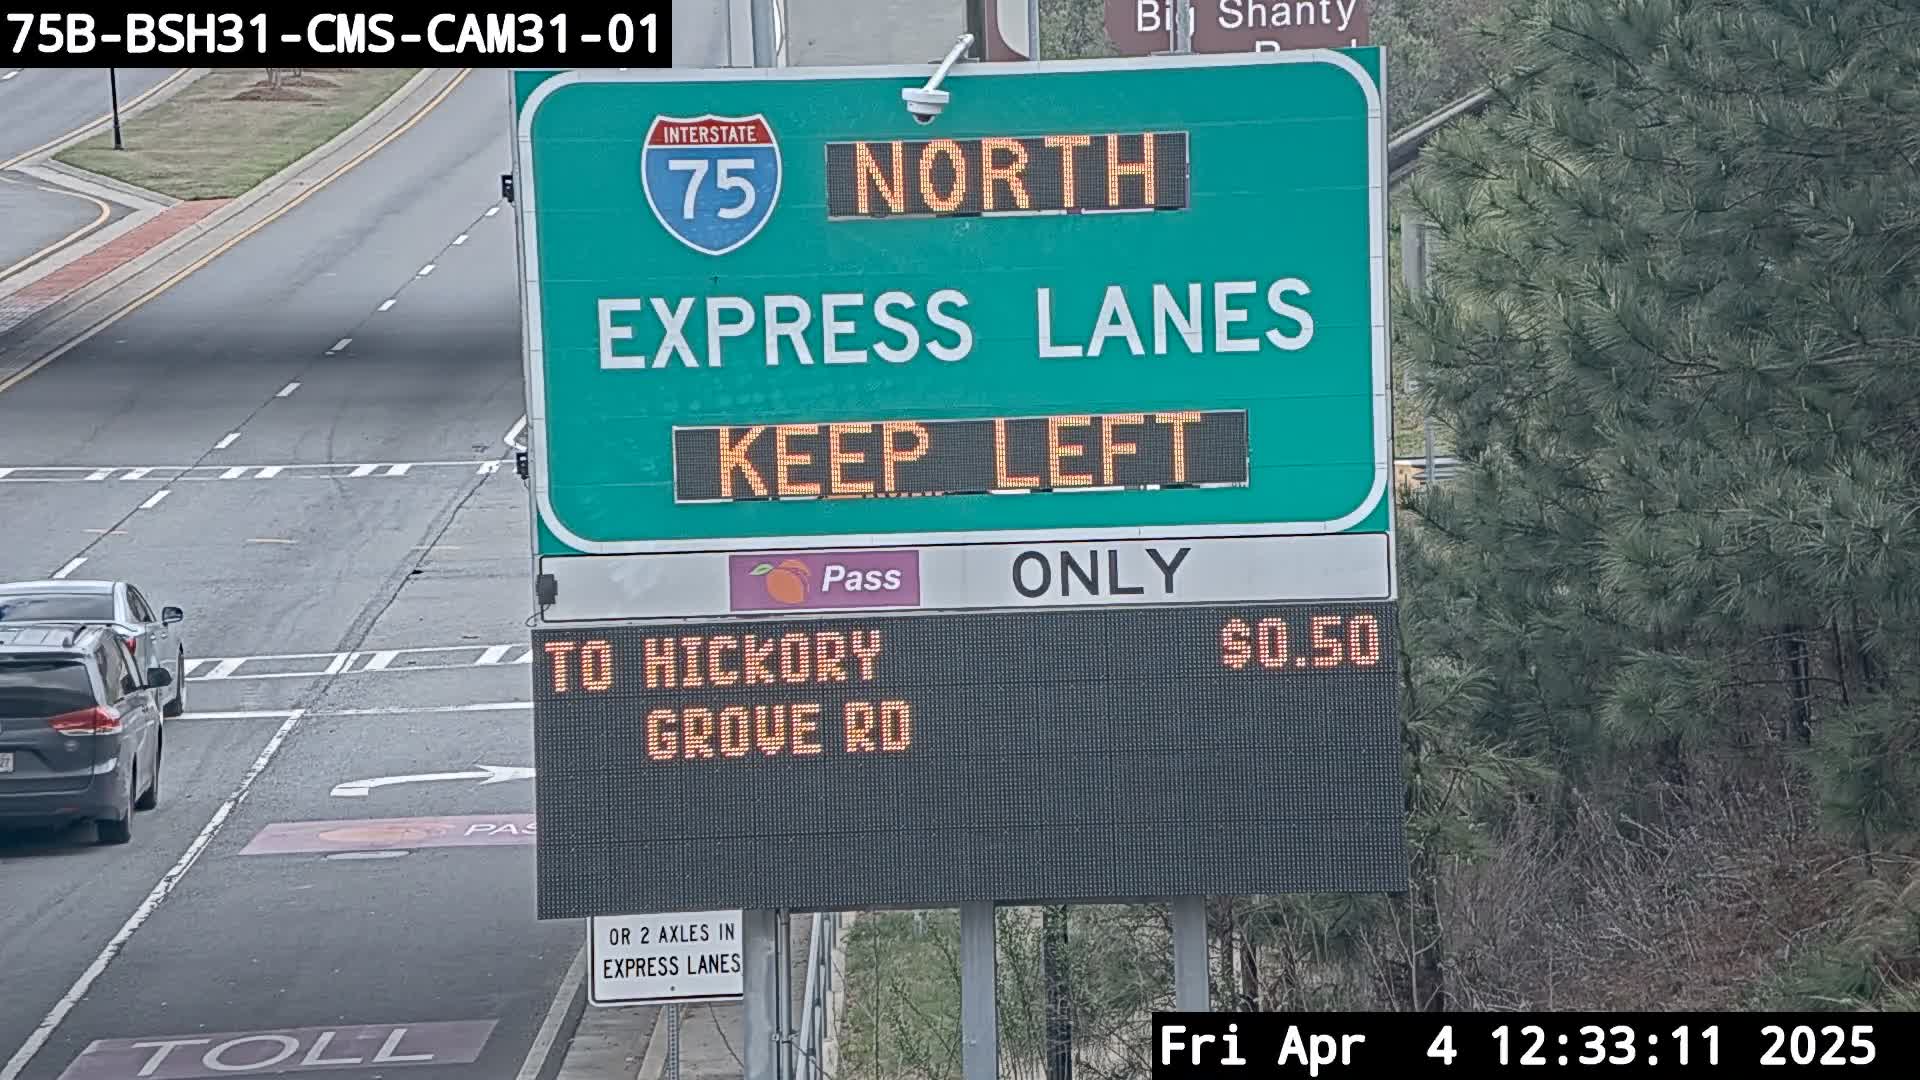 75B-BSH31-CMS-CAM31-01
Big Shanty
INTERSTATE
75
NORTH
EXPRESS LANES
KEEP LEFT
Pass ONLY
TO HICKORY $0.50
GROVE RD
OR 2 AXLES IN
EXPRESS LANES
TOLL
Fri Apr 4 12:33:11 2025